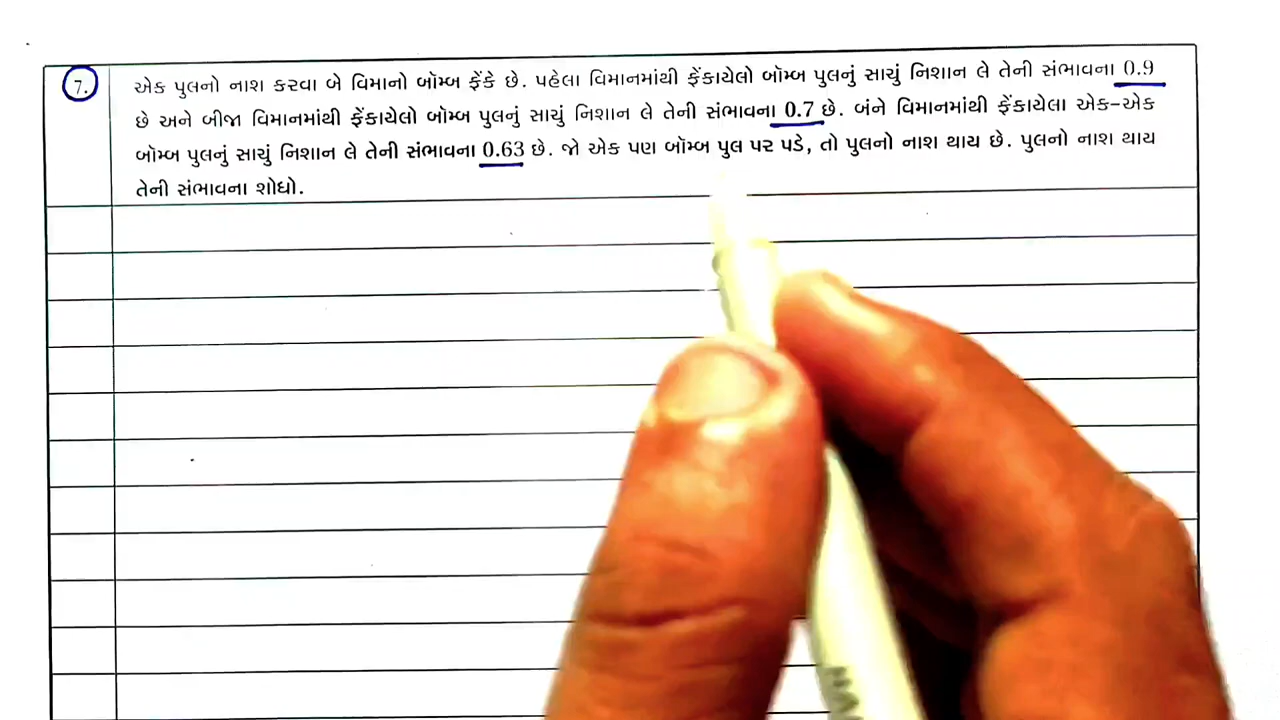 7. એક પુલનો નાશ કરવા બે વિમાનો બૉમ્બ ફેંકે છે. પહેલા વિમાનમાંથી ફેંકાયેલો બૉમ્બ પુલનું સાચું નિશાન લે તેની સંભાવના 0.9
છે અને બીજા વિમાનમાંથી ફેંકાયેલો બૉમ્બ પુલનું સાચું નિશાન લે તેની સંભાવના 0.7 છે. બંને વિમાનમાંથી ફેંકાયેલા એક-એક
બૉમ્બ પુલનું સાચું નિશાન લે તેની સંભાવના 0.63 છે. જો એક પણ બૉમ્બ પુલ પર પડે, તો પુલનો નાશ થાય છે. પુલનો નાશ થાય
તેની સંભાવના શોધો.